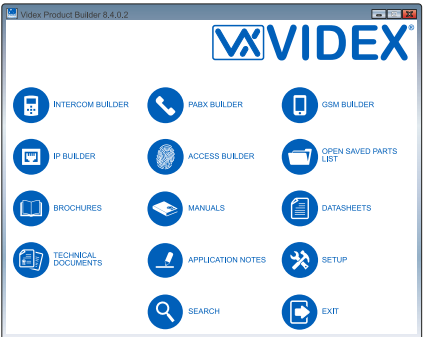 Videx Product Builder 8.4.0.2
VIDEX®
INTERCOM BUILDER
PABX BUILDER
GSM BUILDER
IP BUILDER
ACCESS BUILDER
OPEN SAVED PARTS
LIST
BROCHURES
MANUALS
DATASHEETS
TECHNICAL
DOCUMENTS
APPLICATION NOTES
SETUP
SEARCH
EXIT